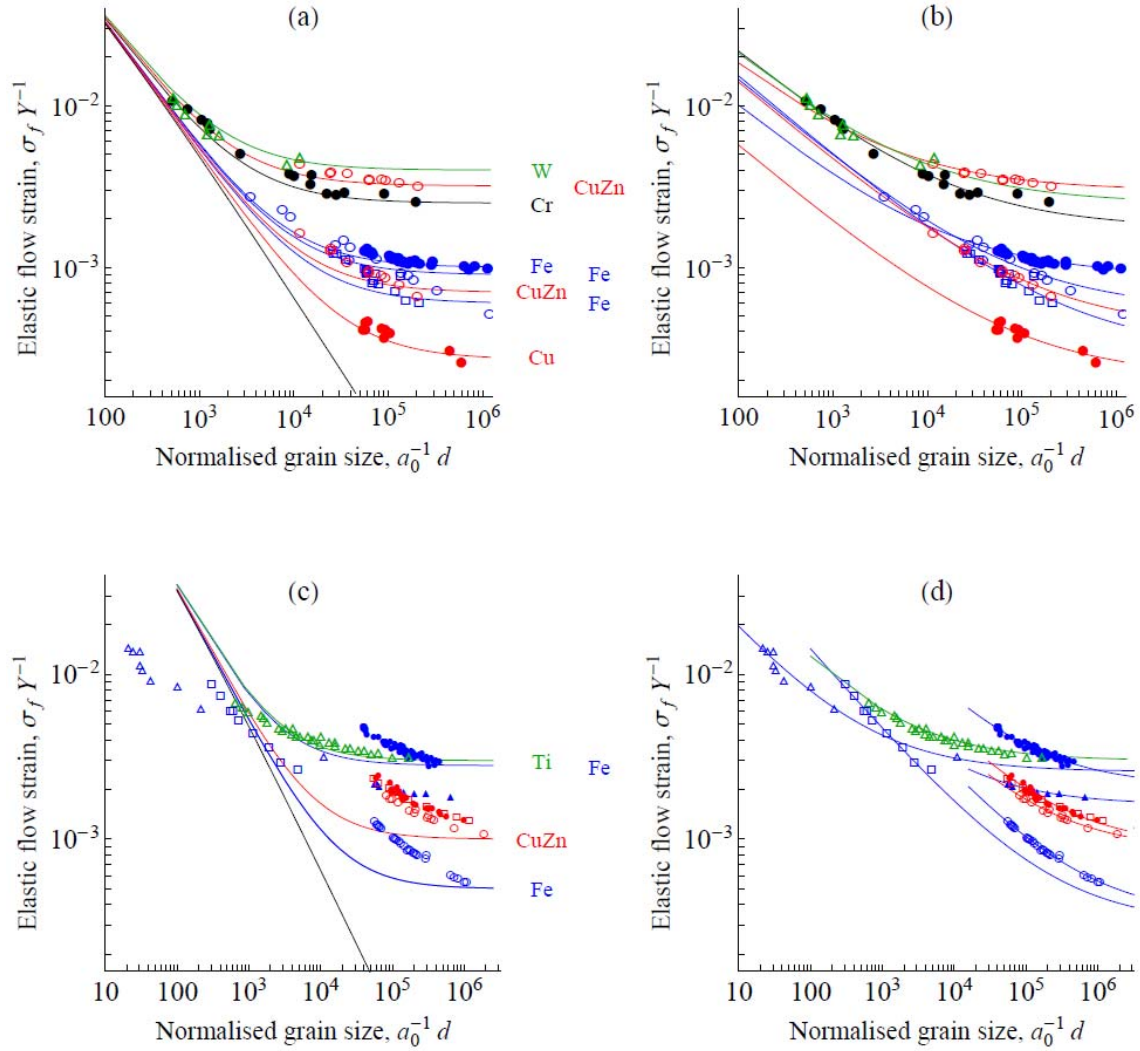 (a)
Elastic flow strain, σ_f Y⁻¹
10⁻²
10⁻³
W
CuZn
Cr
Fe
Fe
CuZn
Fe
Cu
100
10³
10⁴
10⁵
10⁶
Normalised grain size, a₀⁻¹ d
(b)
Elastic flow strain, σ_f Y⁻¹
10⁻²
10⁻³
100
10³
10⁴
10⁵
10⁶
Normalised grain size, a₀⁻¹ d
(c)
Elastic flow strain, σ_f Y⁻¹
10⁻²
10⁻³
Ti
Fe
CuZn
Fe
10
100
10³
10⁴
10⁵
10⁶
Normalised grain size, a₀⁻¹ d
(d)
Elastic flow strain, σ_f Y⁻¹
10⁻²
10⁻³
10
100
10³
10⁴
10⁵
10⁶
Normalised grain size, a₀⁻¹ d